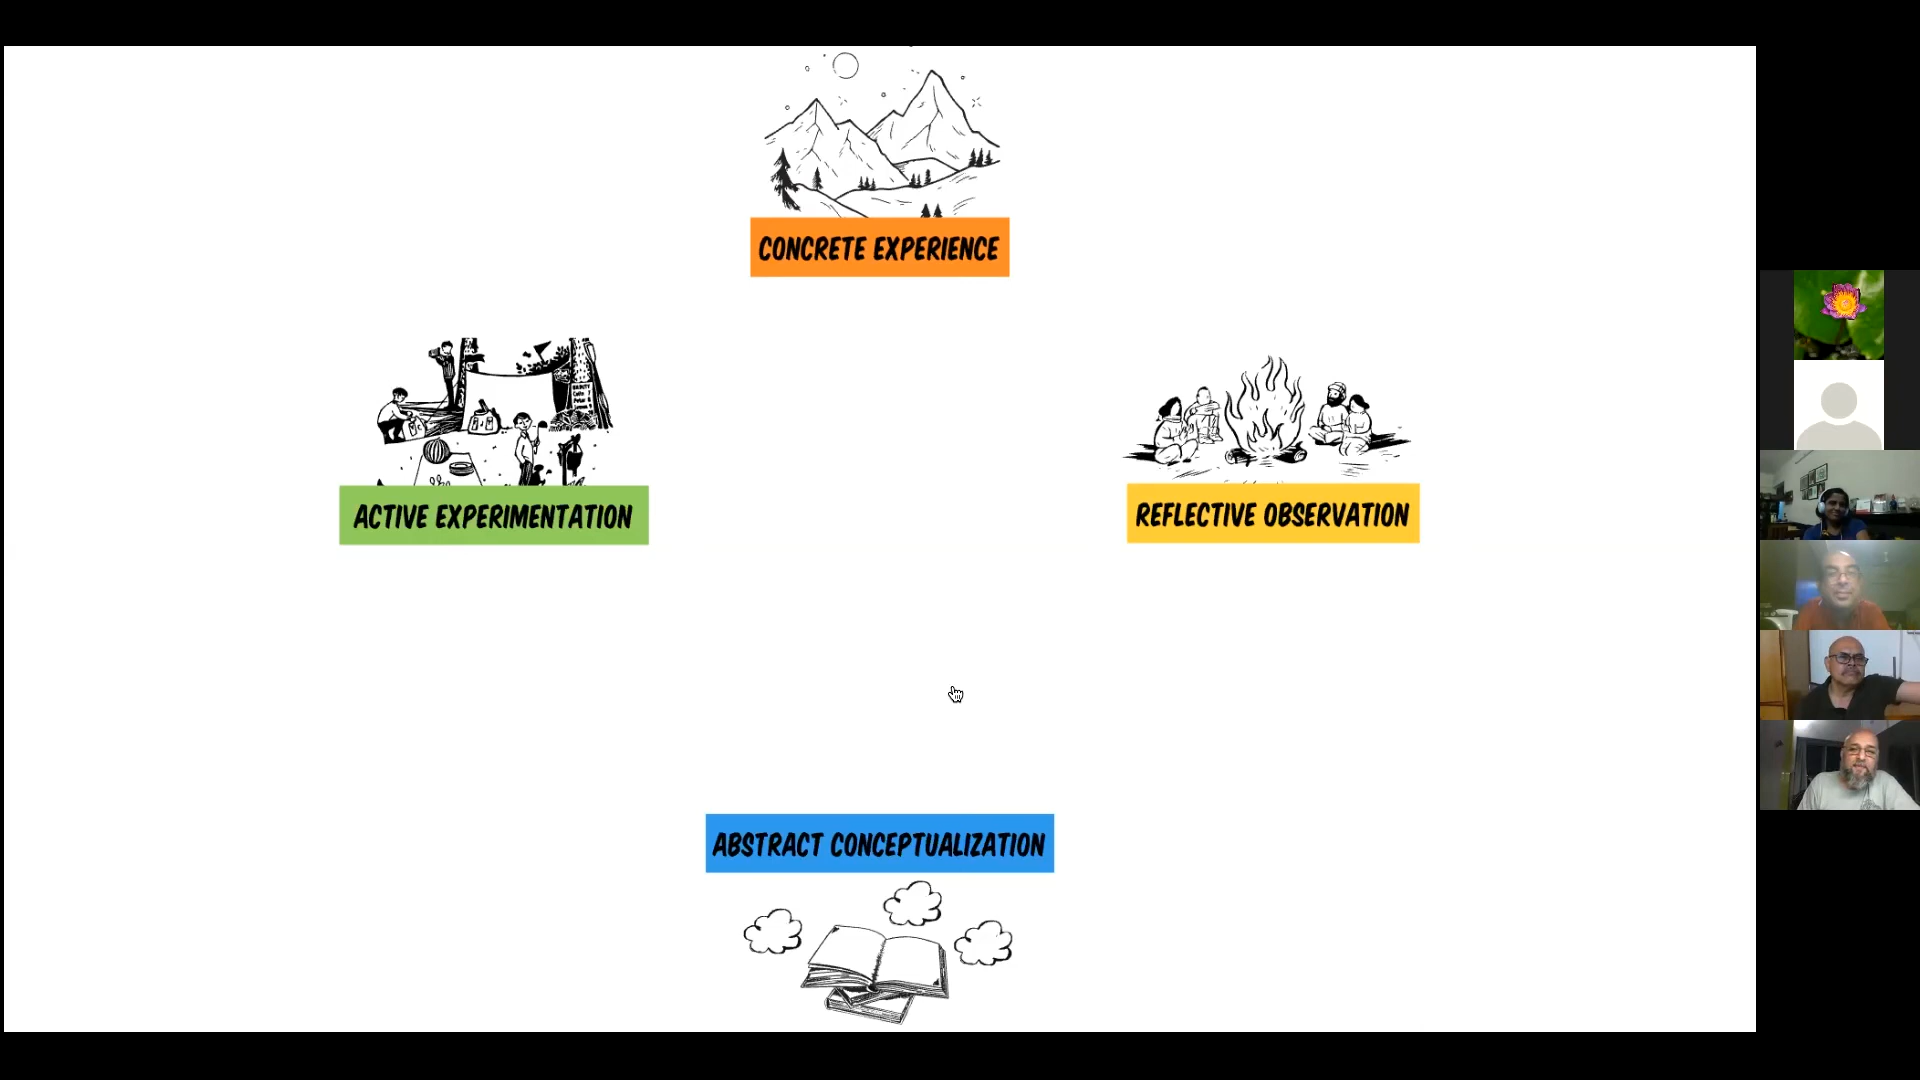 CONCRETE EXPERIENCE
ACTIVE EXPERIMENTATION
REFLECTIVE OBSERVATION
ABSTRACT CONCEPTUALIZATION